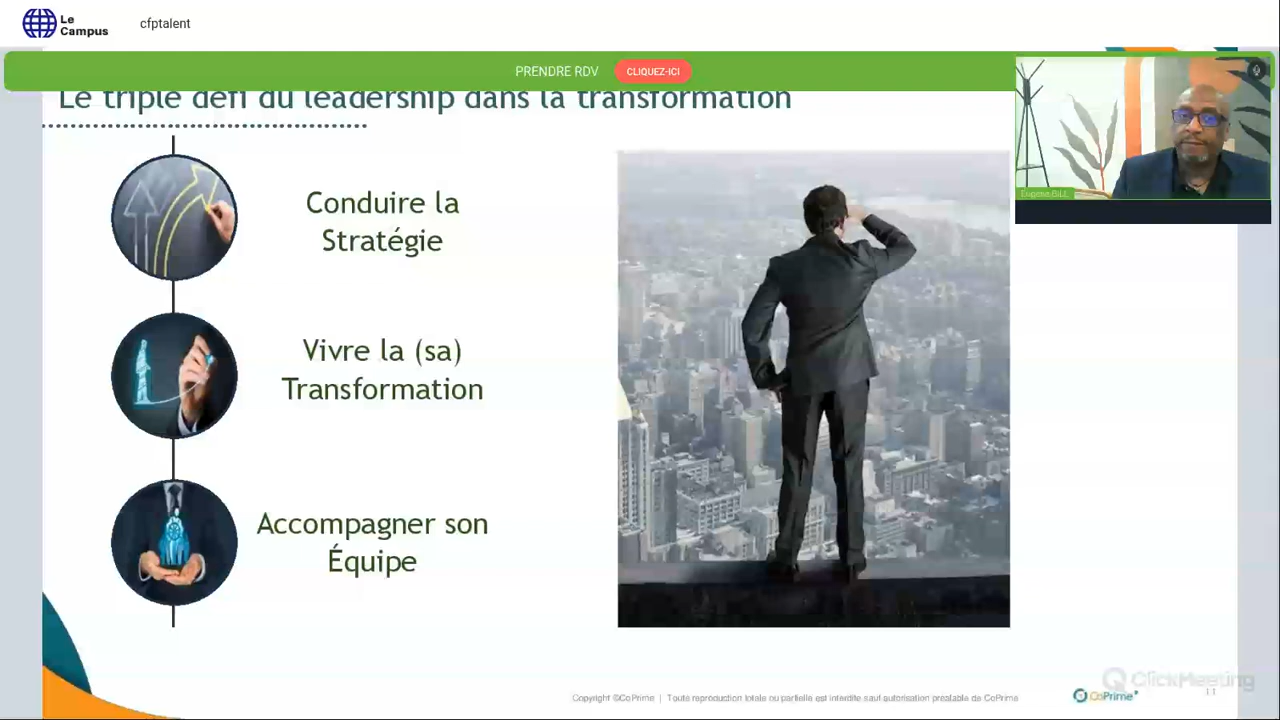 Le
Campus
cfptalent
PRENDRE RDV
CLIQUEZ-ICI
Le triple défi du leadership dans la transformation
Conduire la
Stratégie
Vivre la (sa)
Transformation
Accompagner son
Équipe
Copyright ©CoPrime | Toute reproduction totale ou partielle est interdite sauf autorisation préalable de CoPrime
CoPrime
ClickMeeting
11